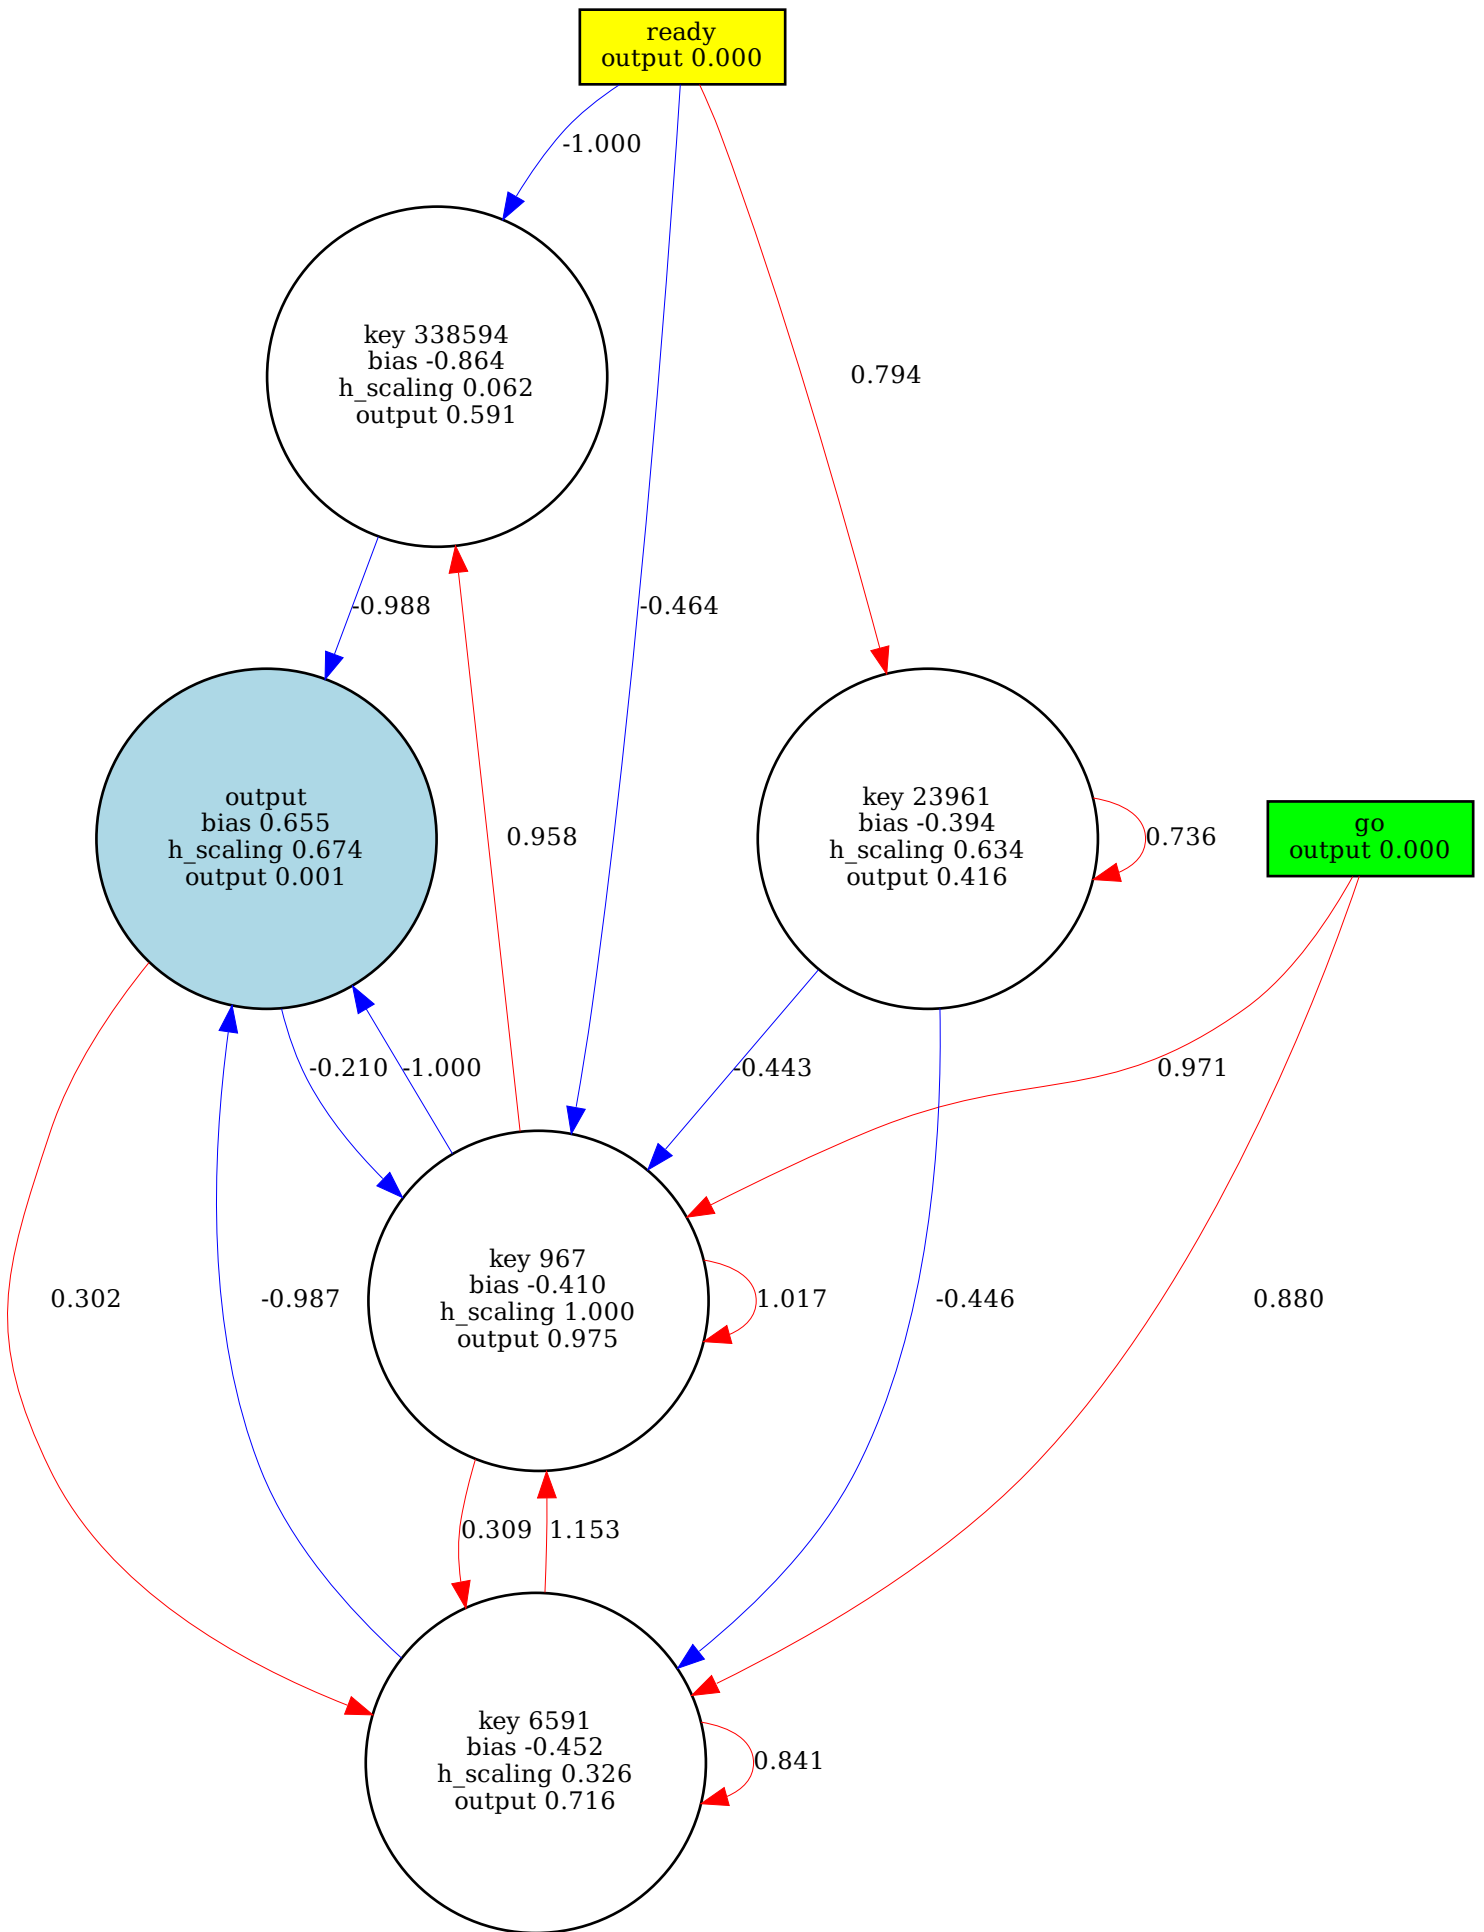 ready
output 0.000
-1.000
key 338594
bias -0.864
h_scaling 0.062
output 0.591
0.794
-0.988
-0.464
output
bias 0.655
h_scaling 0.674
output 0.001
0.958
key 23961
bias -0.394
h_scaling 0.634
output 0.416
0.736
go
output 0.000
-0.210
-1.000
-0.443
0.971
0.302
-0.987
key 967
bias -0.410
h_scaling 1.000
output 0.975
1.017
-0.446
0.880
0.309
1.153
key 6591
bias -0.452
h_scaling 0.326
output 0.716
0.841